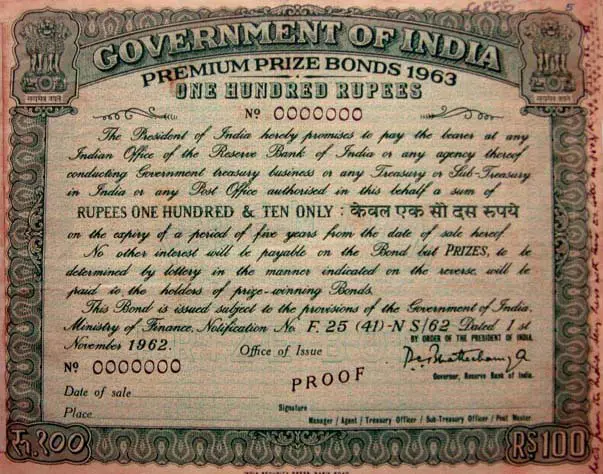 सत्यमेव जयते
सत्यमेव जयते
GOVERNMENT OF INDIA
PREMIUM PRIZE BONDS 1963
ONE HUNDRED RUPEES
Nº 0000000
The President of India hereby promises to pay the bearer at any
Indian Office of the Reserve Bank of India or any agency thereof
conducting Government treasury business or any Treasury or Sub-Treasury
in India or any Post Office authorised in this behalf a sum of
RUPEES ONE HUNDRED & TEN ONLY : केवल एक सौ दस रूपये
on the expiry of a period of five years from the date of sale hereof.
No other interest will be payable on the Bond but PRIZES, to be
determined by lottery in the manner indicated on the reverse, will be
paid to the holders of prize-winning Bonds.
This Bond is issued subject to the provisions of the Government of India,
Ministry of Finance, Notification No. F. 25 (41)-N S/62 Dated 1 st
November 1962.
BY ORDER OF THE PRESIDENT OF INDIA
Office of Issue
Nº 0000000
Governor, Reserve Bank of India.
PROOF
Date of sale
Place
Signature
Manager / Agent / Treasury Officer / Sub-Treasury Officer / Post Master
रु.१००
RS100